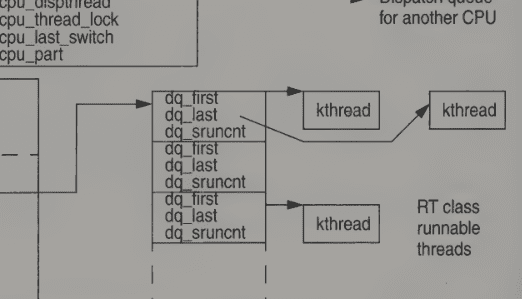 cpu_dispthread
cpu_thread_lock
cpu_last_switch
cpu_part
Dispatch queue
for another CPU
dq_first
dq_last
dq_sruncnt
dq_first
dq_last
dq_sruncnt
dq_first
dq_last
dq_sruncnt
kthread
kthread
kthread
RT class
runnable
threads